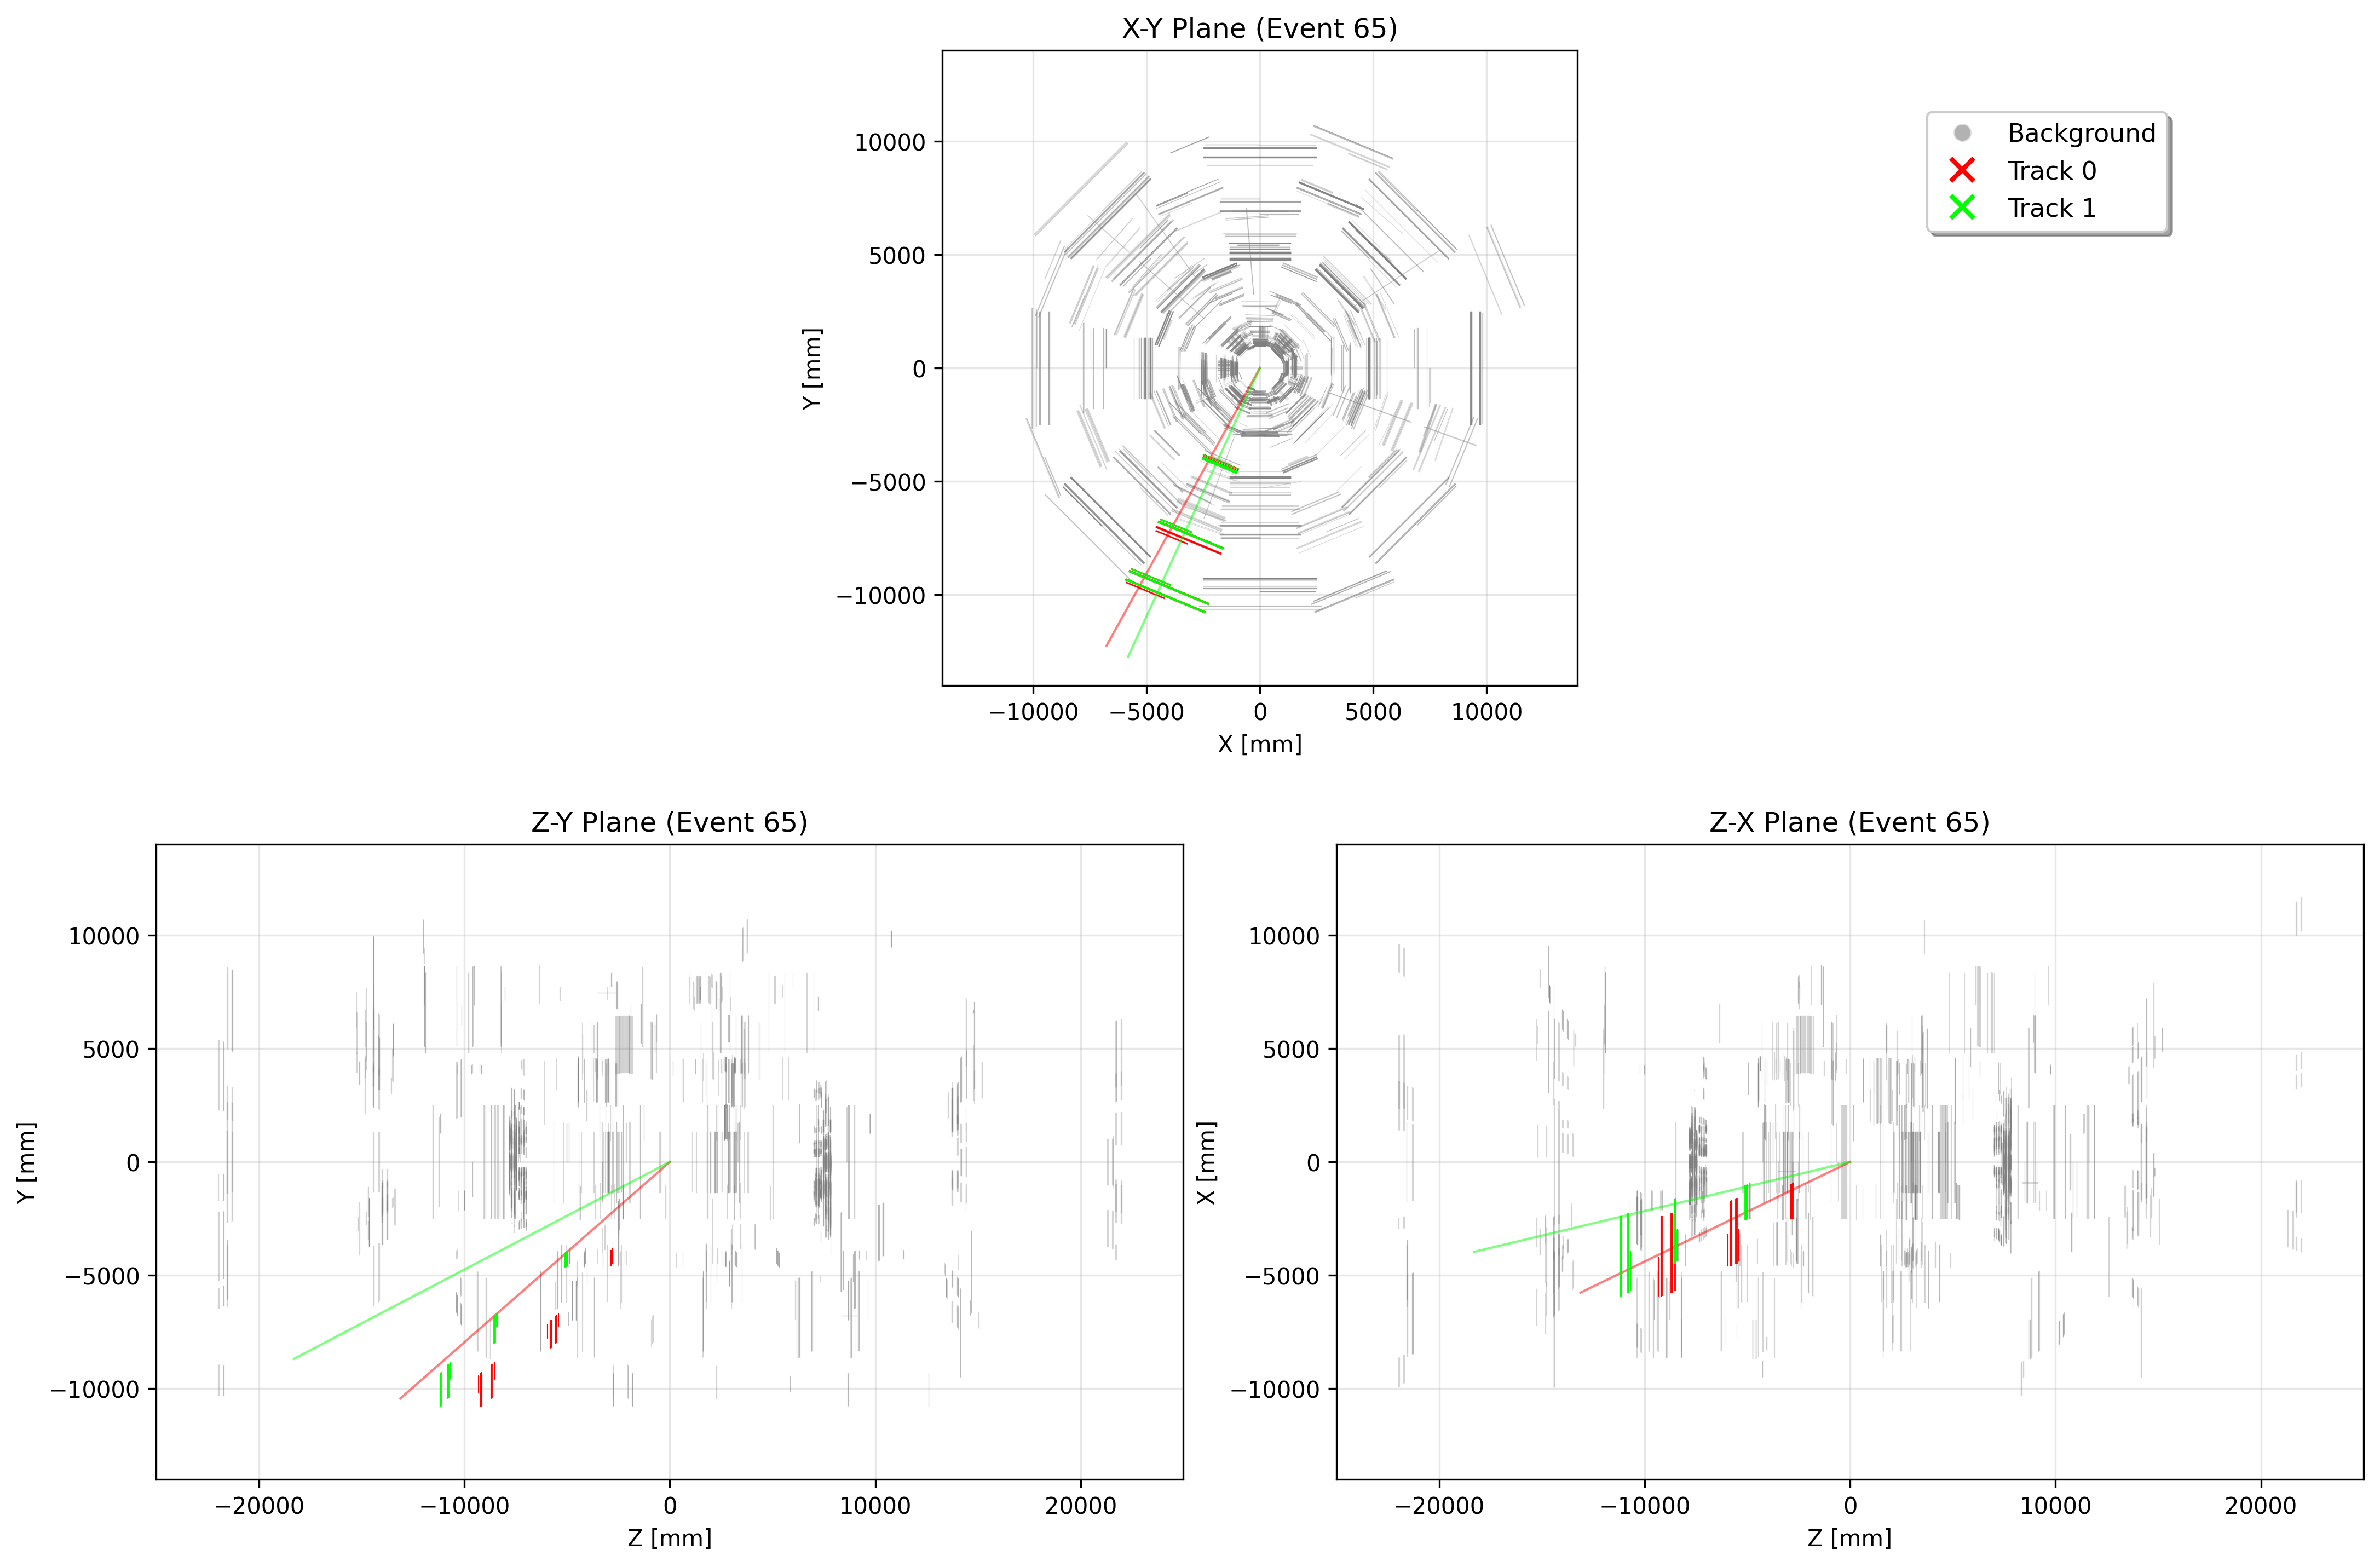 X-Y Plane (Event 65)
Background
Track 0
Track 1
10000
5000
0
−5000
−10000
Y [mm]
−10000 −5000 0 5000 10000
X [mm]
Z-Y Plane (Event 65)
10000
5000
0
−5000
−10000
Y [mm]
−20000 −10000 0 10000 20000
Z [mm]
Z-X Plane (Event 65)
10000
5000
0
−5000
−10000
X [mm]
−20000 −10000 0 10000 20000
Z [mm]